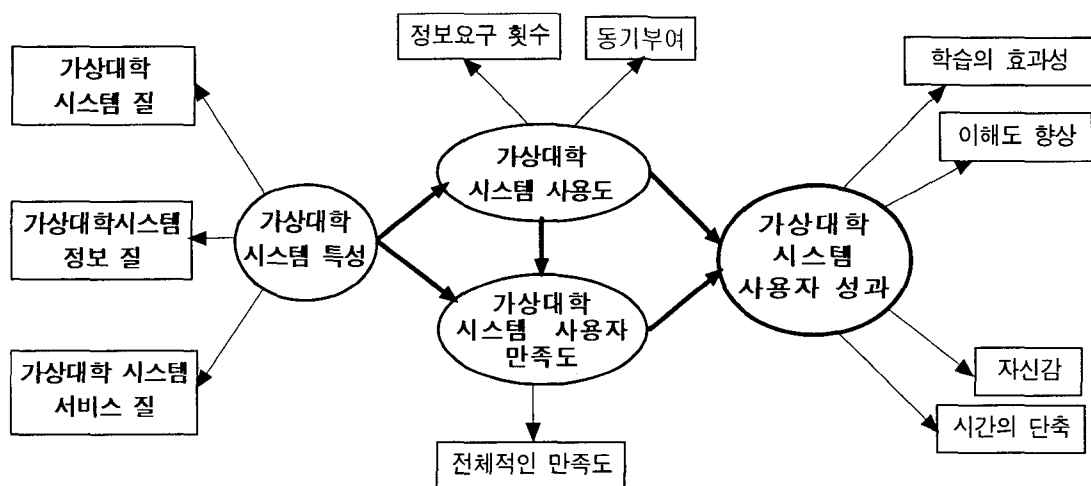 가상대학
시스템 질
가상대학시스템
정보 질
가상대학 시스템
서비스 질
가상대학
시스템 특성
정보요구 횟수
동기부여
가상대학
시스템 사용도
가상대학
시스템 사용자
만족도
전체적인 만족도
가상대학
시스템
사용자 성과
학습의 효과성
이해도 향상
자신감
시간의 단축